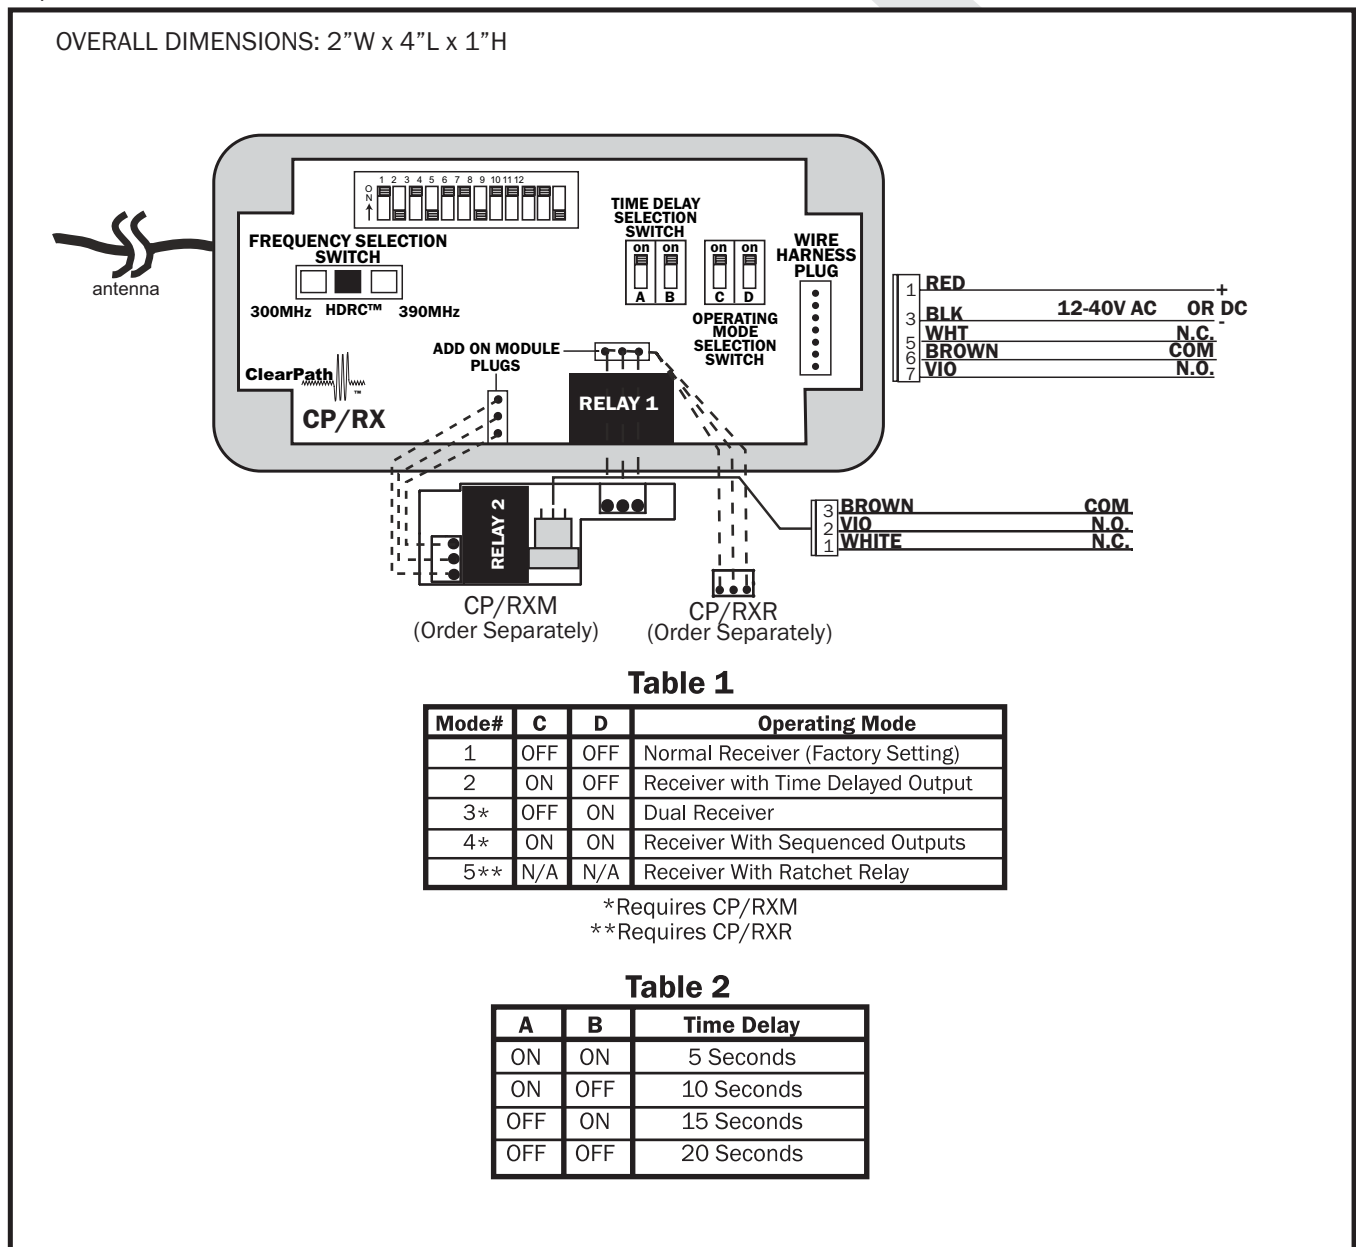 OVERALL DIMENSIONS: 2”W x 4”L x 1”H
1 2 3 4 5 6 7 8 9 10 11 12
ON
TIME DELAY
SELECTION
SWITCH
on on
A B
on on
C D
OPERATING
MODE
SELECTION
SWITCH
WIRE
HARNESS
PLUG
FREQUENCY SELECTION
SWITCH
300MHz HDRC™ 390MHz
antenna
ADD ON MODULE
PLUGS
ClearPath™
CP/RX
RELAY 1
1 RED +
3 BLK 12-40V AC OR DC -
5 WHT N.C.
6 BROWN COM
7 VIO N.O.
RELAY 2
3 BROWN COM
2 VIO N.O.
1 WHITE N.C.
CP/RXM
(Order Separately)
CP/RXR
(Order Separately)
Table 1
Mode# C D Operating Mode
1 OFF OFF Normal Receiver (Factory Setting)
2 ON OFF Receiver with Time Delayed Output
3* OFF ON Dual Receiver
4* ON ON Receiver With Sequenced Outputs
5** N/A N/A Receiver With Ratchet Relay
*Requires CP/RXM
**Requires CP/RXR
Table 2
A B Time Delay
ON ON 5 Seconds
ON OFF 10 Seconds
OFF ON 15 Seconds
OFF OFF 20 Seconds